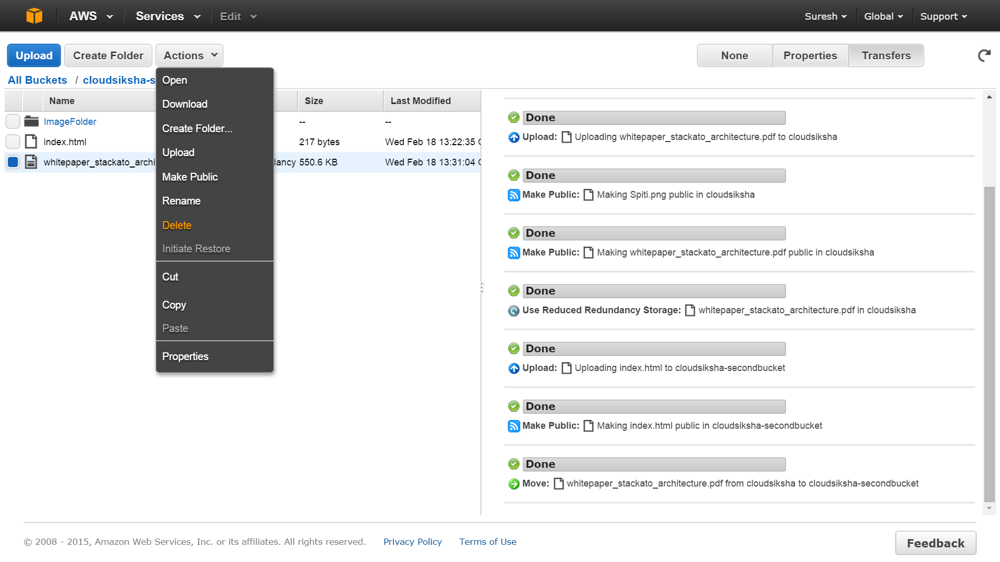 AWS Services Edit Suresh Global Support
Upload Create Folder Actions None Properties Transfers
All Buckets / cloudsiksha-s
Name Size Last Modified
ImageFolder -- --
index.html 217 bytes Wed Feb 18 13:22:35
whitepaper_stackato_archi dancy 550.6 KB Wed Feb 18 13:31:04
Open
Download
Create Folder...
Upload
Make Public
Rename
Delete
Initiate Restore
Cut
Copy
Paste
Properties
Done
Upload: Uploading whitepaper_stackato_architecture.pdf to cloudsiksha
Done
Make Public: Making Spiti.png public in cloudsiksha
Done
Make Public: Making whitepaper_stackato_architecture.pdf public in cloudsiksha
Done
Use Reduced Redundancy Storage: whitepaper_stackato_architecture.pdf in cloudsiksha
Done
Upload: Uploading index.html to cloudsiksha-secondbucket
Done
Make Public: Making index.html public in cloudsiksha-secondbucket
Done
Move: whitepaper_stackato_architecture.pdf from cloudsiksha to cloudsiksha-secondbucket
© 2008 - 2015, Amazon Web Services, Inc. or its affiliates. All rights reserved. Privacy Policy Terms of Use Feedback